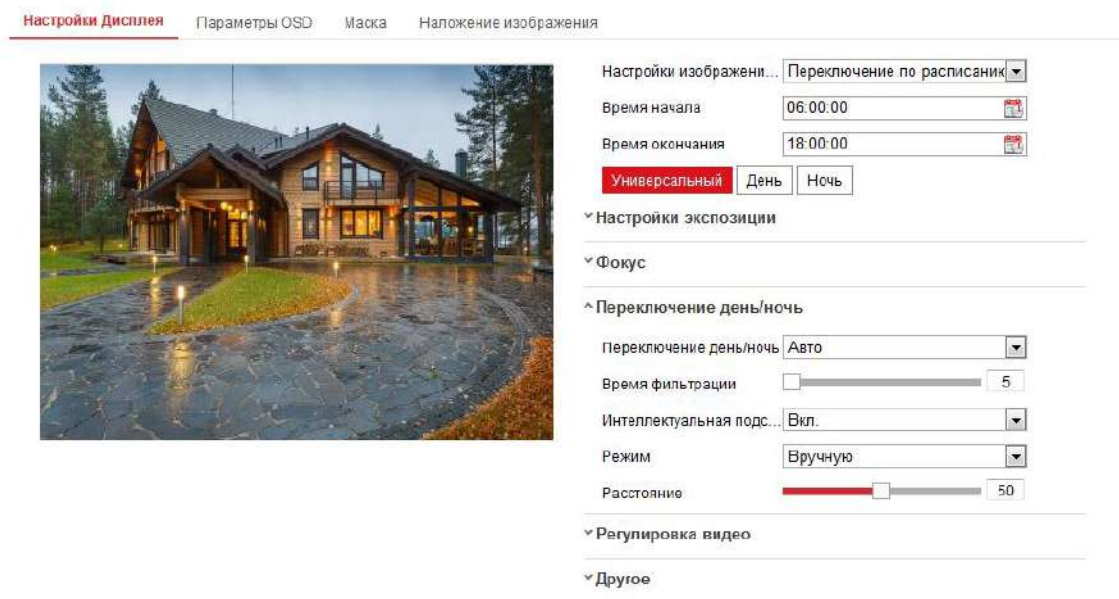 Настройки Дисплея Параметры OSD Маска Наложение изображения
Настройки изображени... Переключение по расписанию
Время начала 06:00:00
Время окончания 18:00:00
Универсальный День Ночь
Настройки экспозиции
Фокус
Переключение день/ночь
Переключение день/ночь Авто
Время фильтрации 5
Интеллектуальная подс... Вкл.
Режим Вручную
Расстояние 50
Регулировка видео
Другое